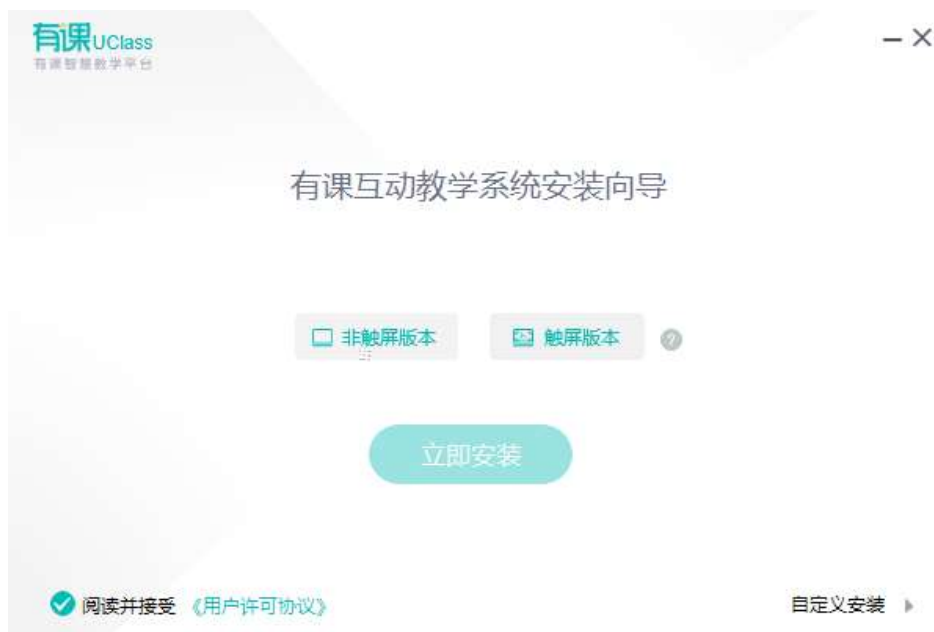 有课UClass
有课智慧教学平台
有课互动教学系统安装向导
非触屏版本 触屏版本 ?
立即安装
阅读并接受 《用户许可协议》 自定义安装